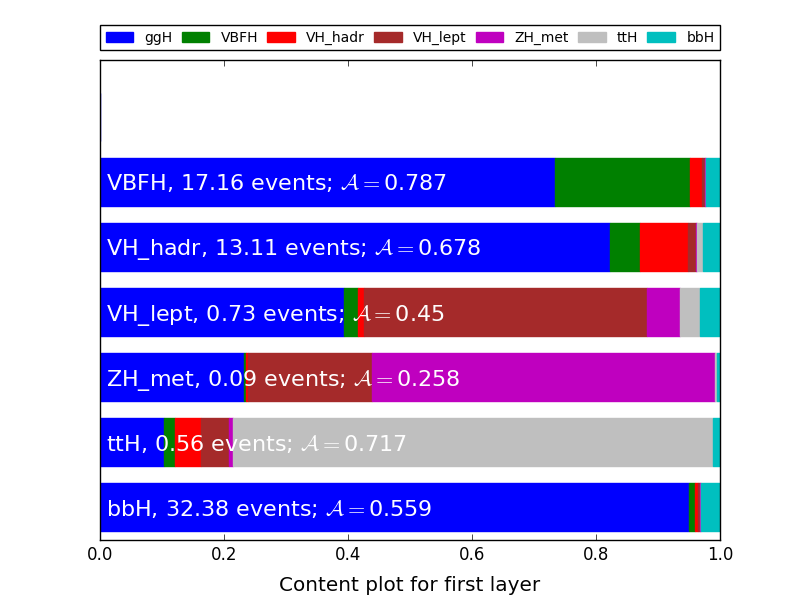 ggH VBFH VH_hadr VH_lept ZH_met ttH bbH
VBFH, 17.16 events; 𝒜 = 0.787
VH_hadr, 13.11 events; 𝒜 = 0.678
VH_lept, 0.73 events; 𝒜 = 0.45
ZH_met, 0.09 events; 𝒜 = 0.258
ttH, 0.56 events; 𝒜 = 0.717
bbH, 32.38 events; 𝒜 = 0.559
0.0 0.2 0.4 0.6 0.8 1.0
Content plot for first layer